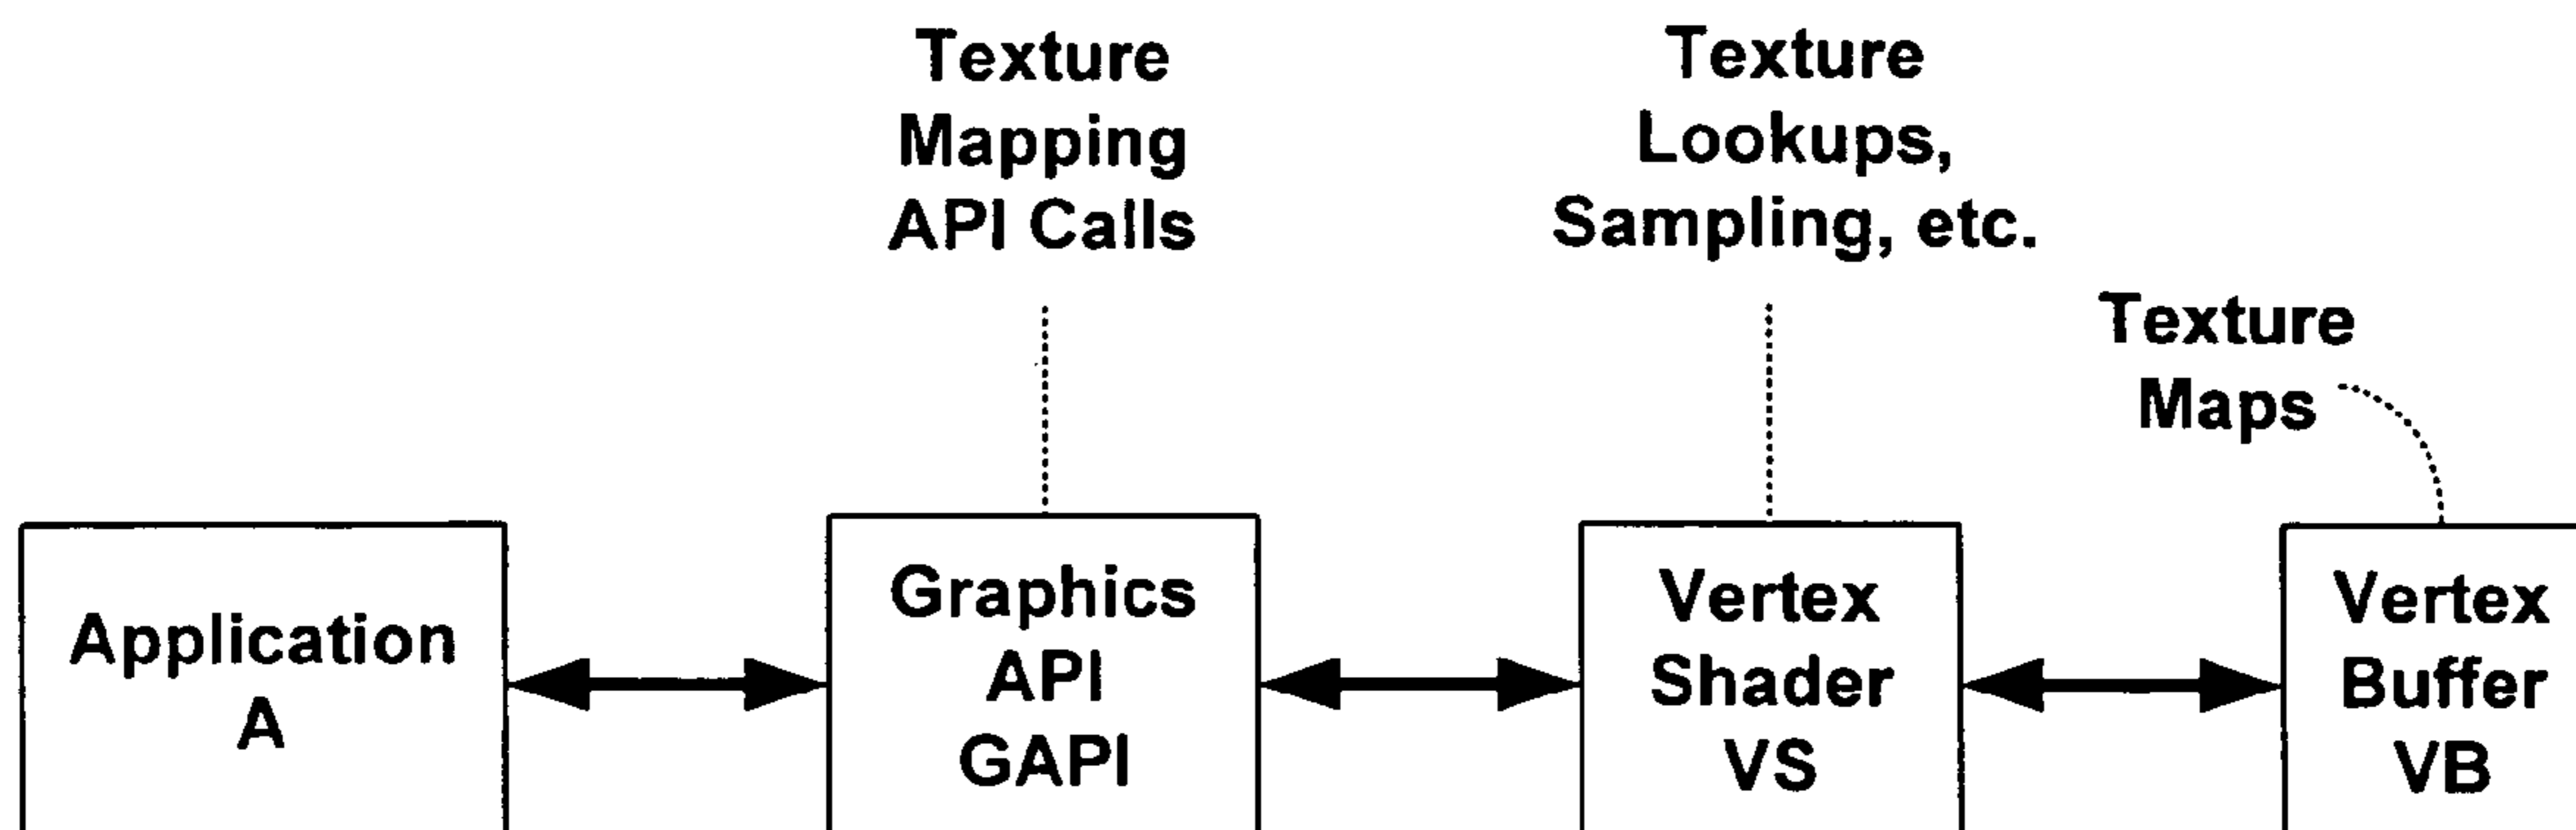 Texture
Mapping
API Calls
Texture
Lookups,
Sampling, etc.
Texture
Maps
Application
A
Graphics
API
GAPI
Vertex
Shader
VS
Vertex
Buffer
VB